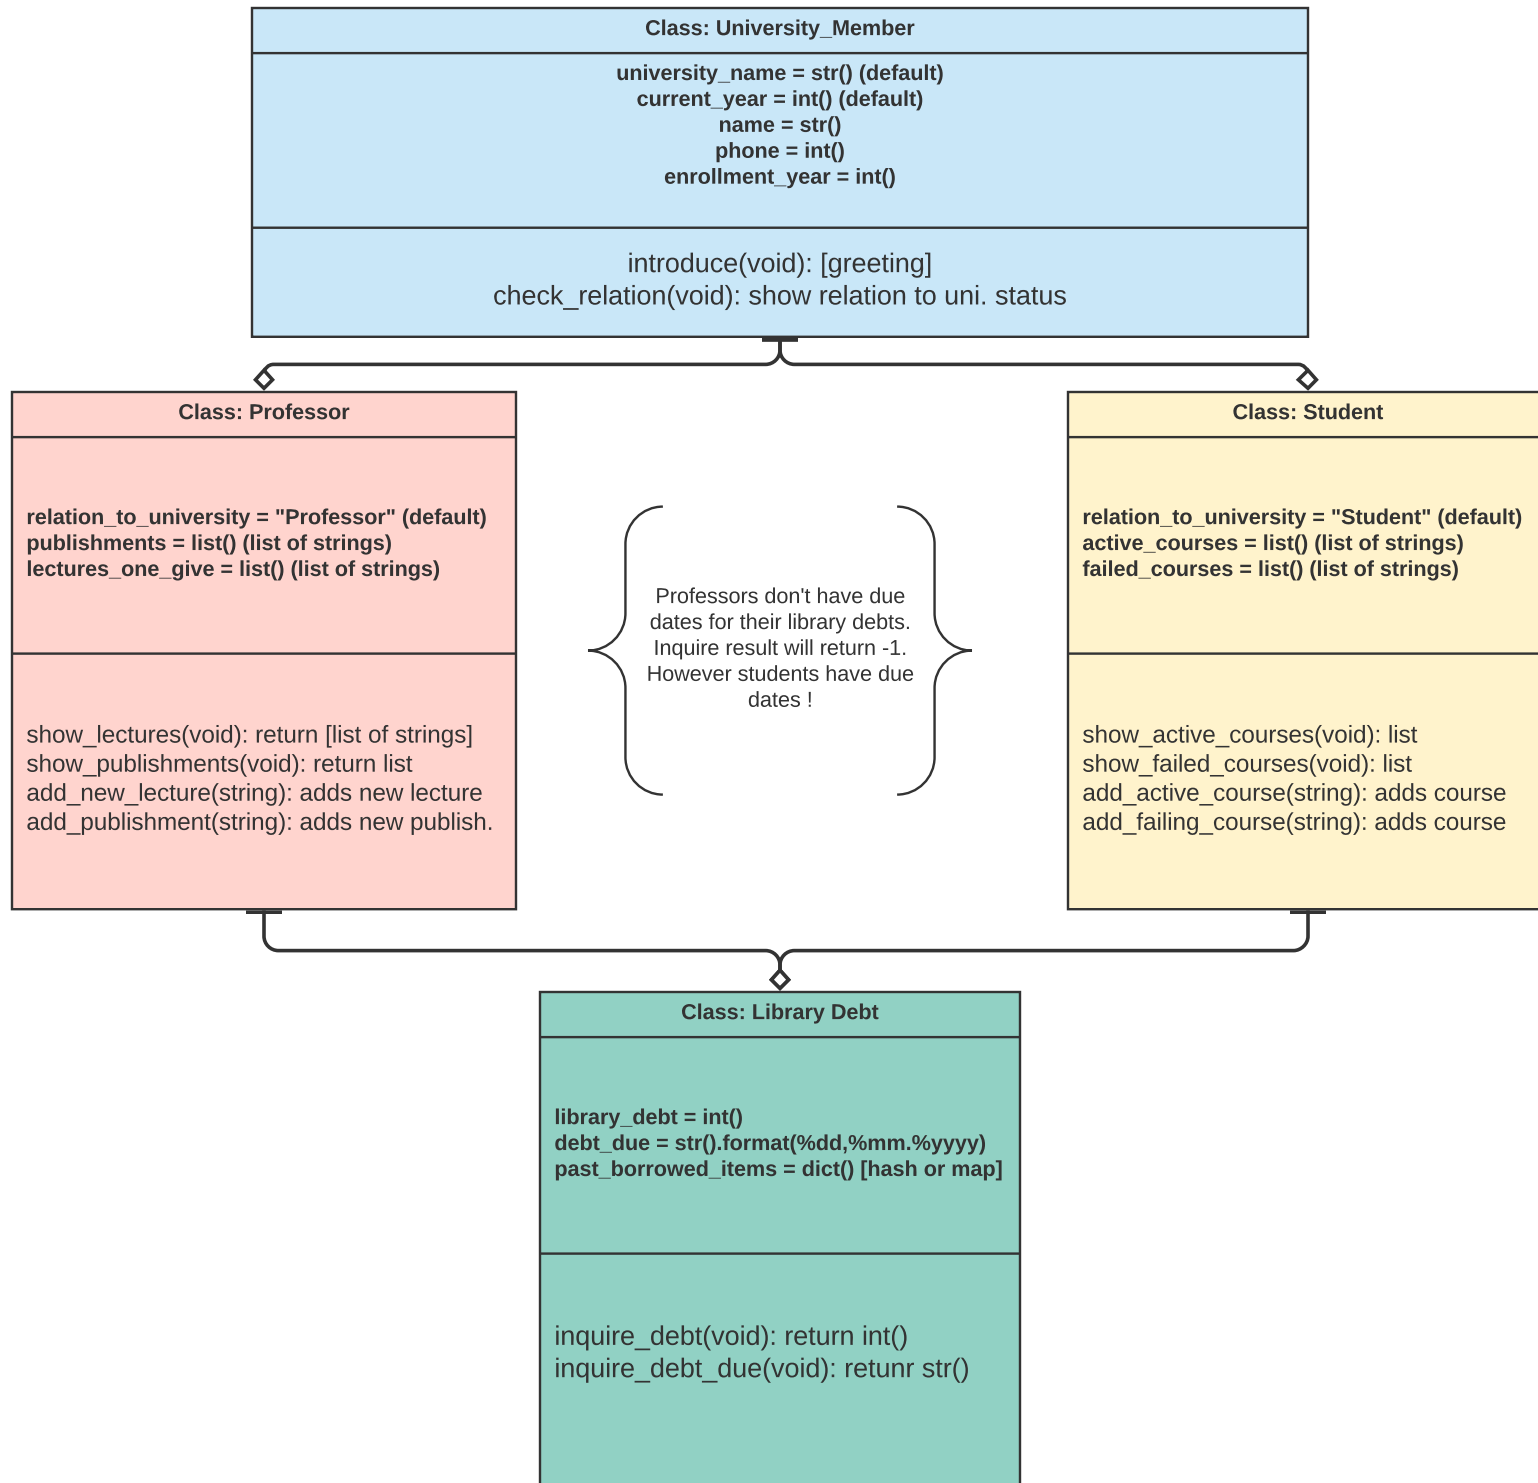 Class: University_Member
university_name = str() (default)
current_year = int() (default)
name = str()
phone = int()
enrollment_year = int()
introduce(void): [greeting]
check_relation(void): show relation to uni. status
Class: Professor
relation_to_university = "Professor" (default)
publishments = list() (list of strings)
lectures_one_give = list() (list of strings)
show_lectures(void): return [list of strings]
show_publishments(void): return list
add_new_lecture(string): adds new lecture
add_publishment(string): adds new publish.
Professors don't have due
dates for their library debts.
Inquire result will return -1.
However students have due
dates !
Class: Student
relation_to_university = "Student" (default)
active_courses = list() (list of strings)
failed_courses = list() (list of strings)
show_active_courses(void): list
show_failed_courses(void): list
add_active_course(string): adds course
add_failing_course(string): adds course
Class: Library Debt
library_debt = int()
debt_due = str().format(%dd,%mm.%yyyy)
past_borrowed_items = dict() [hash or map]
inquire_debt(void): return int()
inquire_debt_due(void): retunr str()